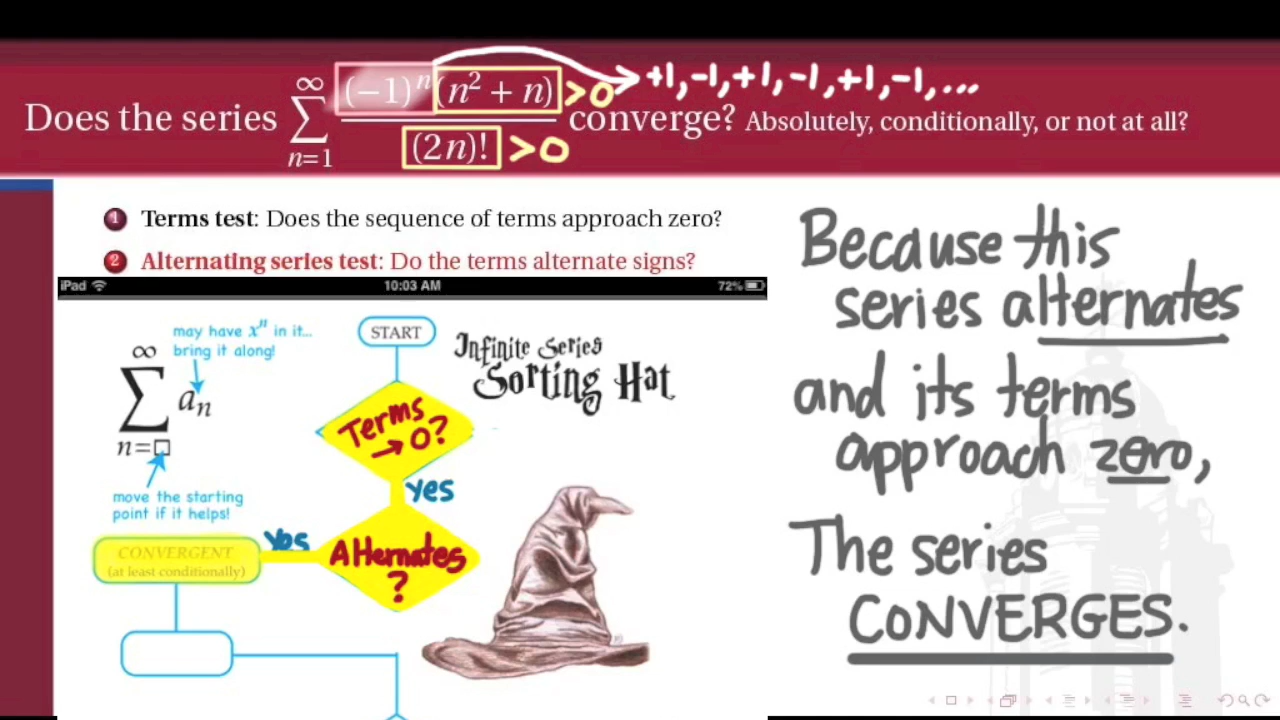 Does the series ∞∑n=1 (−1)ⁿ(n² + n) / (2n)! converge? Absolutely, conditionally, or not at all?
>0 → +1, -1, +1, -1, +1, -1, ...
>0
1 Terms test: Does the sequence of terms approach zero?
2 Alternating series test: Do the terms alternate signs?
iPad 10:03 AM 72%
may have xⁿ in it...
bring it along!
∞∑n=□ aₙ
move the starting
point if it helps!
START
Infinite Series
Sorting Hat
Terms
→ 0?
yes
Alternates
?
yes
CONVERGENT
(at least conditionally)
Because this
series alternates
and its terms
approach zero,
The series
CONVERGES.